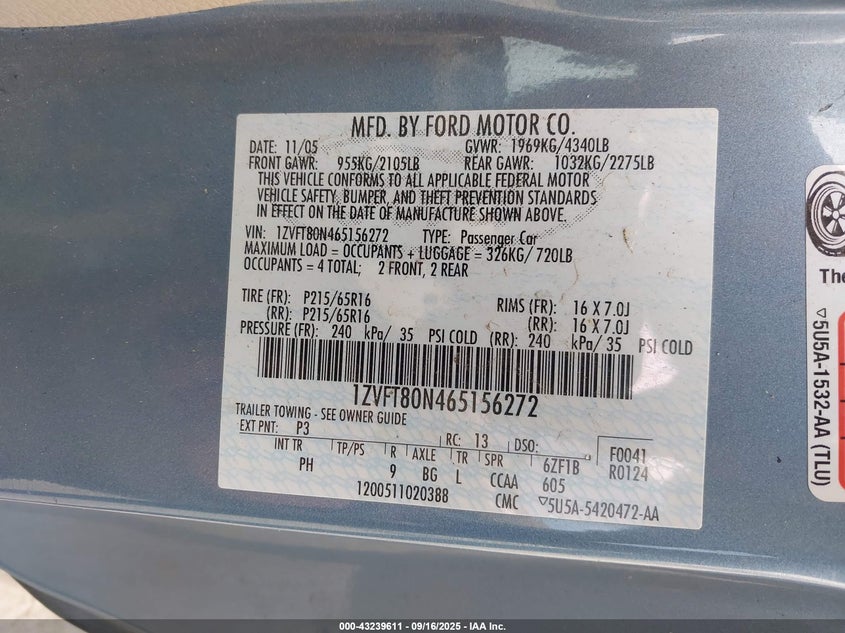 MFD. BY FORD MOTOR CO.
DATE: 11/05 GVWR: 1969KG/4340LB
FRONT GAWR: 955KG/2105LB REAR GAWR: 1032KG/2275LB
THIS VEHICLE CONFORMS TO ALL APPLICABLE FEDERAL MOTOR
VEHICLE SAFETY, BUMPER, AND THEFT PREVENTION STANDARDS
IN EFFECT ON THE DATE OF MANUFACTURE SHOWN ABOVE.
VIN: 1ZVFT80N465156272 TYPE: Passenger Car
MAXIMUM LOAD = OCCUPANTS + LUGGAGE = 326KG/ 720LB
OCCUPANTS = 4 TOTAL; 2 FRONT, 2 REAR
TIRE (FR): P215/65R16 RIMS (FR): 16 X 7.0J
(RR): P215/65R16 (RR): 16 X 7.0J
PRESSURE (FR): 240 kPa/ 35 PSI COLD (RR): 240 kPa/ 35 PSI COLD
1ZVFT80N465156272
TRAILER TOWING - SEE OWNER GUIDE
EXT PNT: P3 RC: 13 DSO: F0041
INT TR TP/PS R AXLE TR SPR 6ZF1B R0124
PH 9 BG L CCAA 605
1200511020388 CMC ▽5U5A-5420472-AA
The
▽5U5A-1532-AA (TLU)
000-43239611 - 09/16/2025 - IAA Inc.